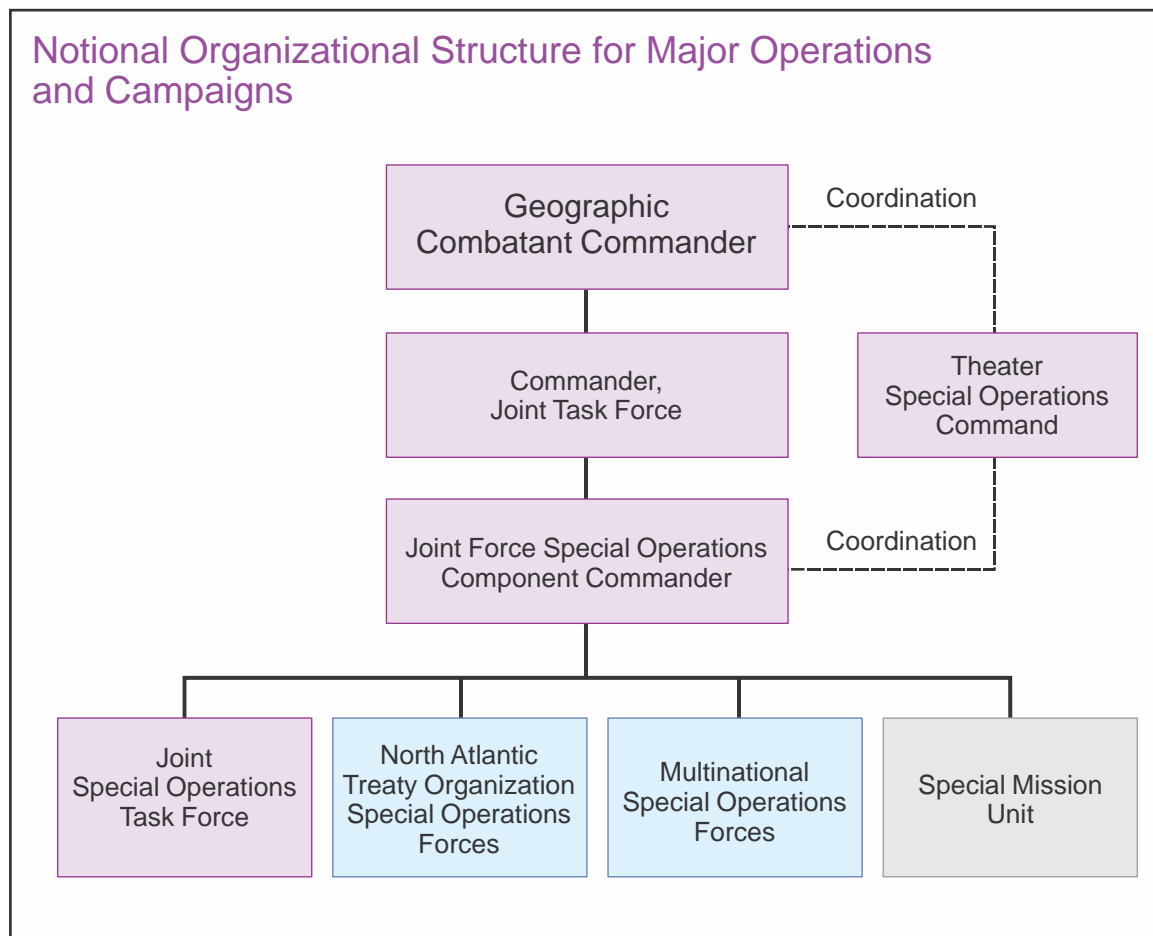 Notional Organizational Structure for Major Operations
and Campaigns
Geographic
Combatant Commander
Coordination
Commander,
Joint Task Force
Theater
Special Operations
Command
Joint Force Special Operations
Component Commander
Coordination
Joint
Special Operations
Task Force
North Atlantic
Treaty Organization
Special Operations
Forces
Multinational
Special Operations
Forces
Special Mission
Unit